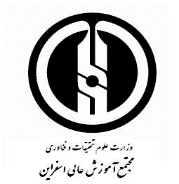 وزارت علوم تحقیقات و فناوری
مجتمع آموزش عالی اسفراین